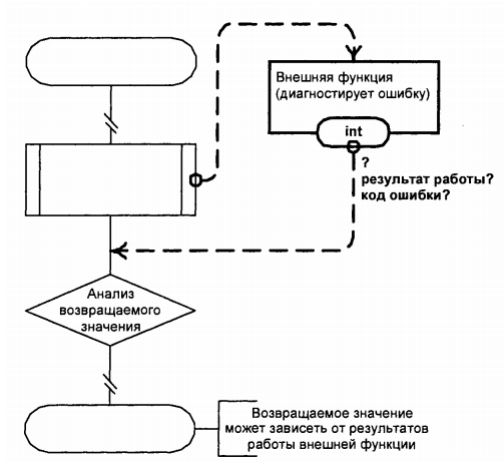 Внешняя функция
(диагностирует ошибку)
int
?
результат работы?
код ошибки?
Анализ
возвращаемого
значения
Возвращаемое значение
может зависеть от результатов
работы внешней функции